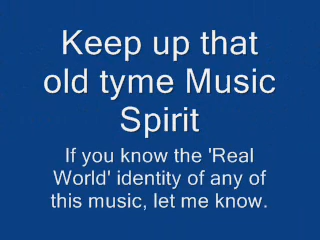 Keep up that
old tyme Music
Spirit
If you know the 'Real
World' identity of any of
this music, let me know.